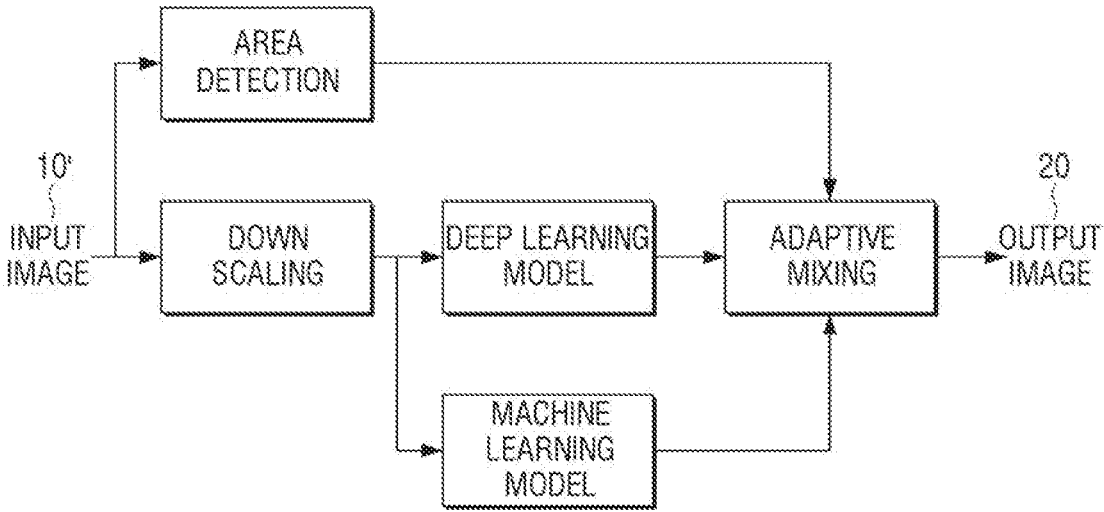 AREA
DETECTION
10'
INPUT
IMAGE
DOWN
SCALING
DEEP LEARNING
MODEL
ADAPTIVE
MIXING
20
OUTPUT
IMAGE
MACHINE
LEARNING
MODEL